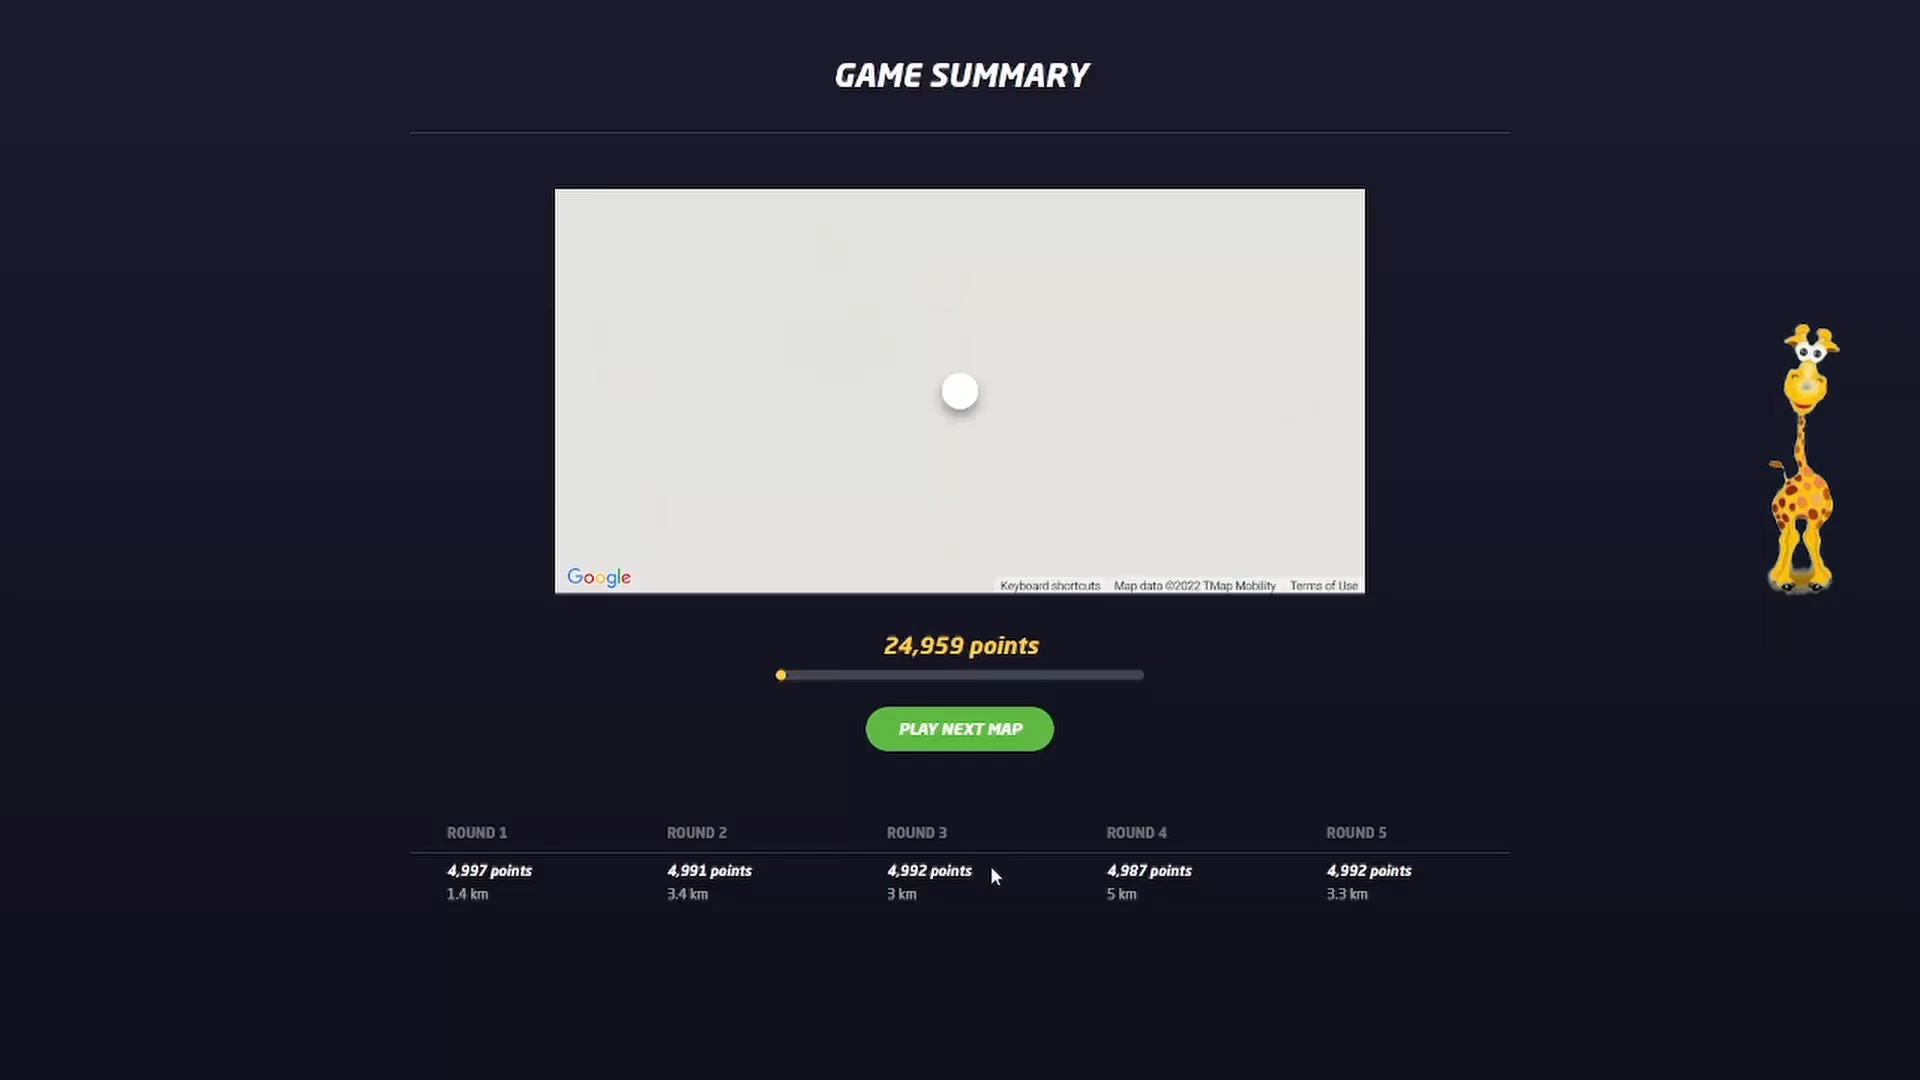 GAME SUMMARY
Google
Keyboard shortcuts Map data ©2022 TMap Mobility Terms of Use
24,959 points
PLAY NEXT MAP
ROUND 1 ROUND 2 ROUND 3 ROUND 4 ROUND 5
4,997 points 4,991 points 4,992 points 4,987 points 4,992 points
1.4 km 3.4 km 3 km 5 km 3.3 km